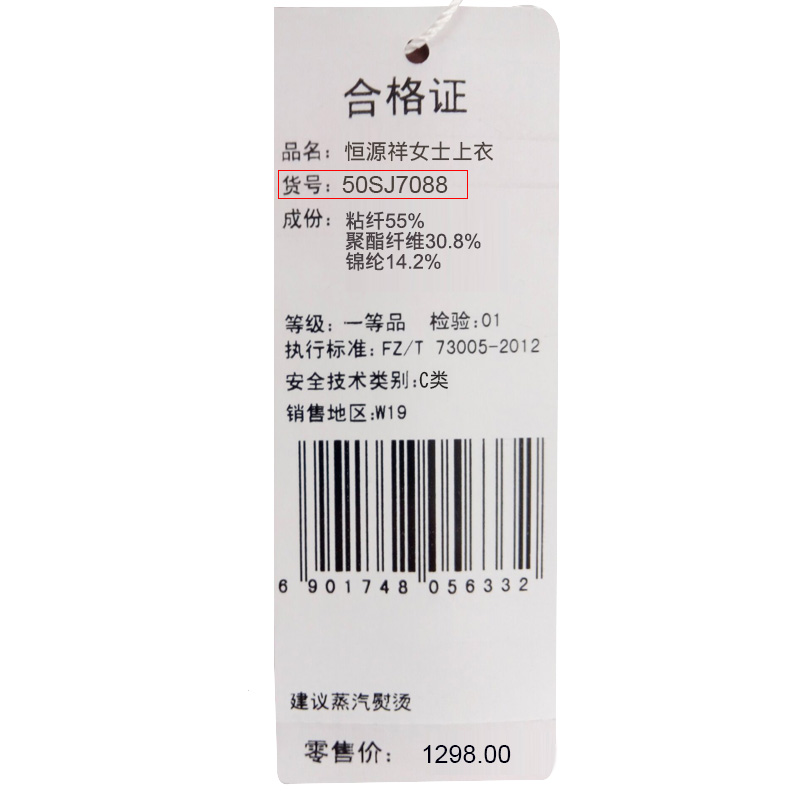 合格证
品名：恒源祥女士上衣
货号：50SJ7088
成份：粘纤55%
聚酯纤维30.8%
锦纶14.2%
等级：一等品 检验:01
执行标准：FZ/T 73005-2012
安全技术类别:C类
销售地区:W19
6 901748 056332
建议蒸汽熨烫
零售价： 1298.00